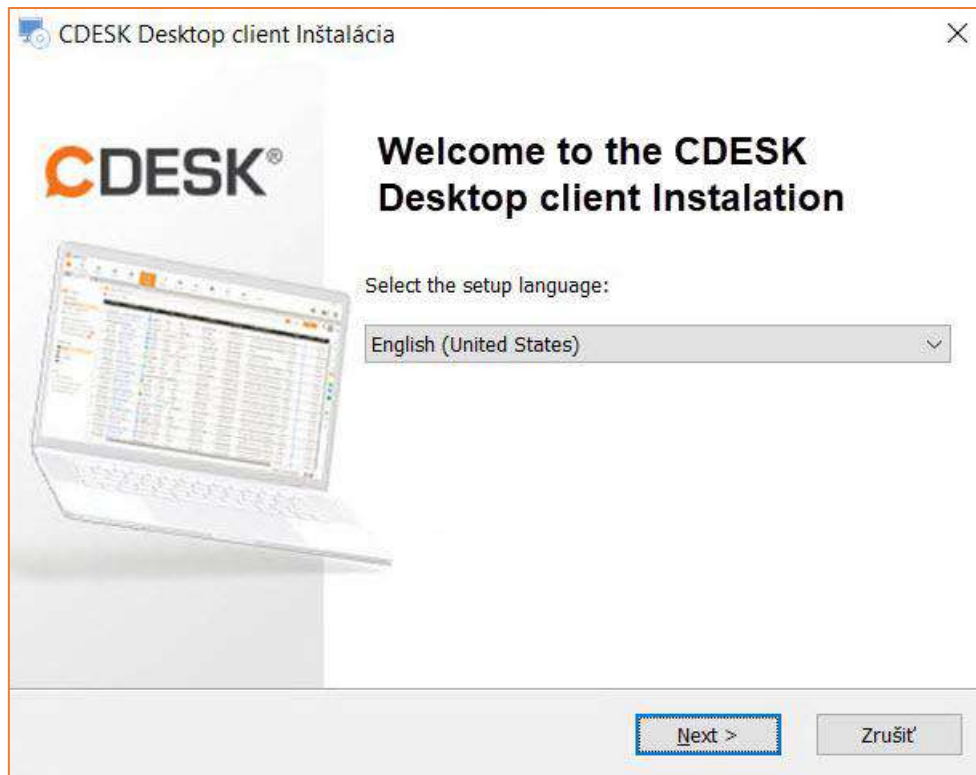 CDESK Desktop client Inštalácia
CDESK®
Welcome to the CDESK
Desktop client Instalation
Select the setup language:
English (United States)
Next >
Zrušiť